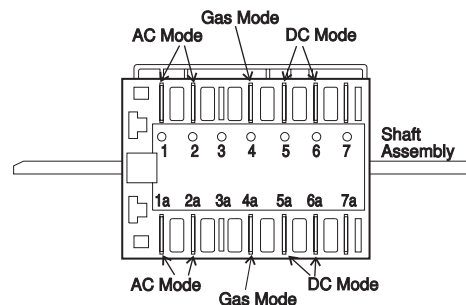 Gas Mode
AC Mode DC Mode
1 2 3 4 5 6 7
Shaft
Assembly
1a 2a 3a 4a 5a 6a 7a
AC Mode DC Mode
Gas Mode